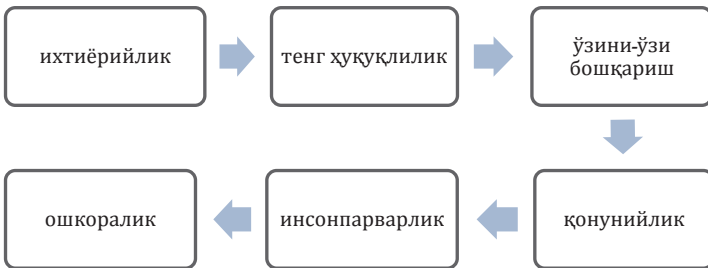 ихтиёрийлик
тенг ҳуқуқлилик
ўзини-ўзи
бошқариш
қонунийлик
инсонпарварлик
ошкоралик